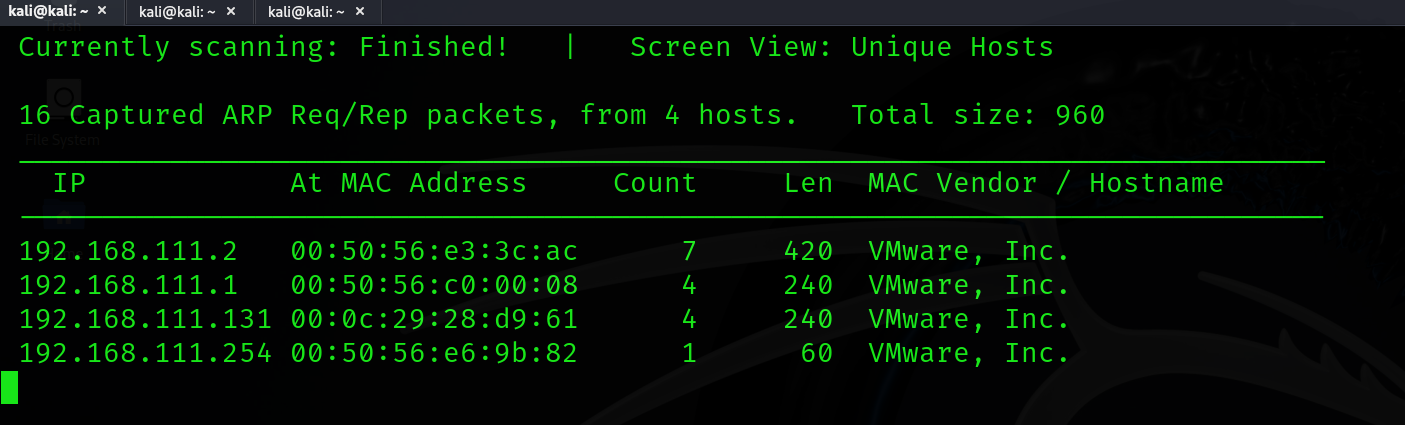 kali@kali: ~ × kali@kali: ~ × kali@kali: ~ ×
Currently scanning: Finished! | Screen View: Unique Hosts
16 Captured ARP Req/Rep packets, from 4 hosts. Total size: 960
File System
IP At MAC Address Count Len MAC Vendor / Hostname
192.168.111.2 00:50:56:e3:3c:ac 7 420 VMware, Inc.
192.168.111.1 00:50:56:c0:00:08 4 240 VMware, Inc.
192.168.111.131 00:0c:29:28:d9:61 4 240 VMware, Inc.
192.168.111.254 00:50:56:e6:9b:82 1 60 VMware, Inc.